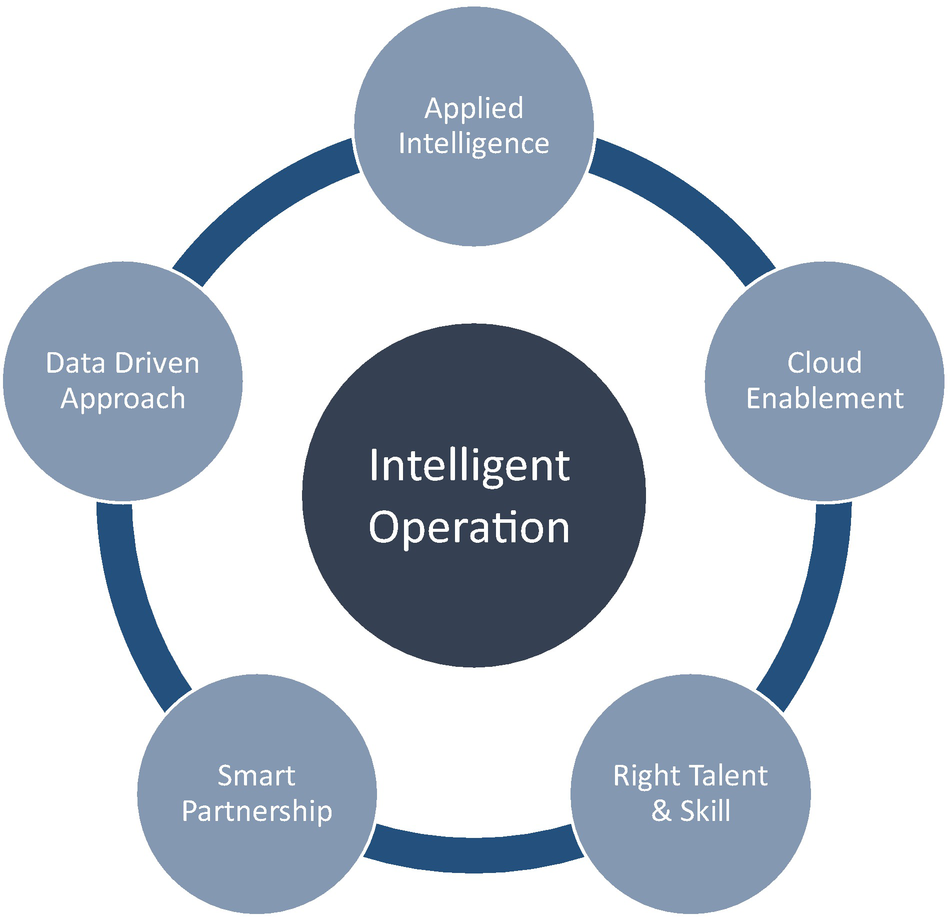 Applied
Intelligence
Data Driven
Approach
Cloud
Enablement
Intelligent
Operation
Smart
Partnership
Right Talent
& Skill